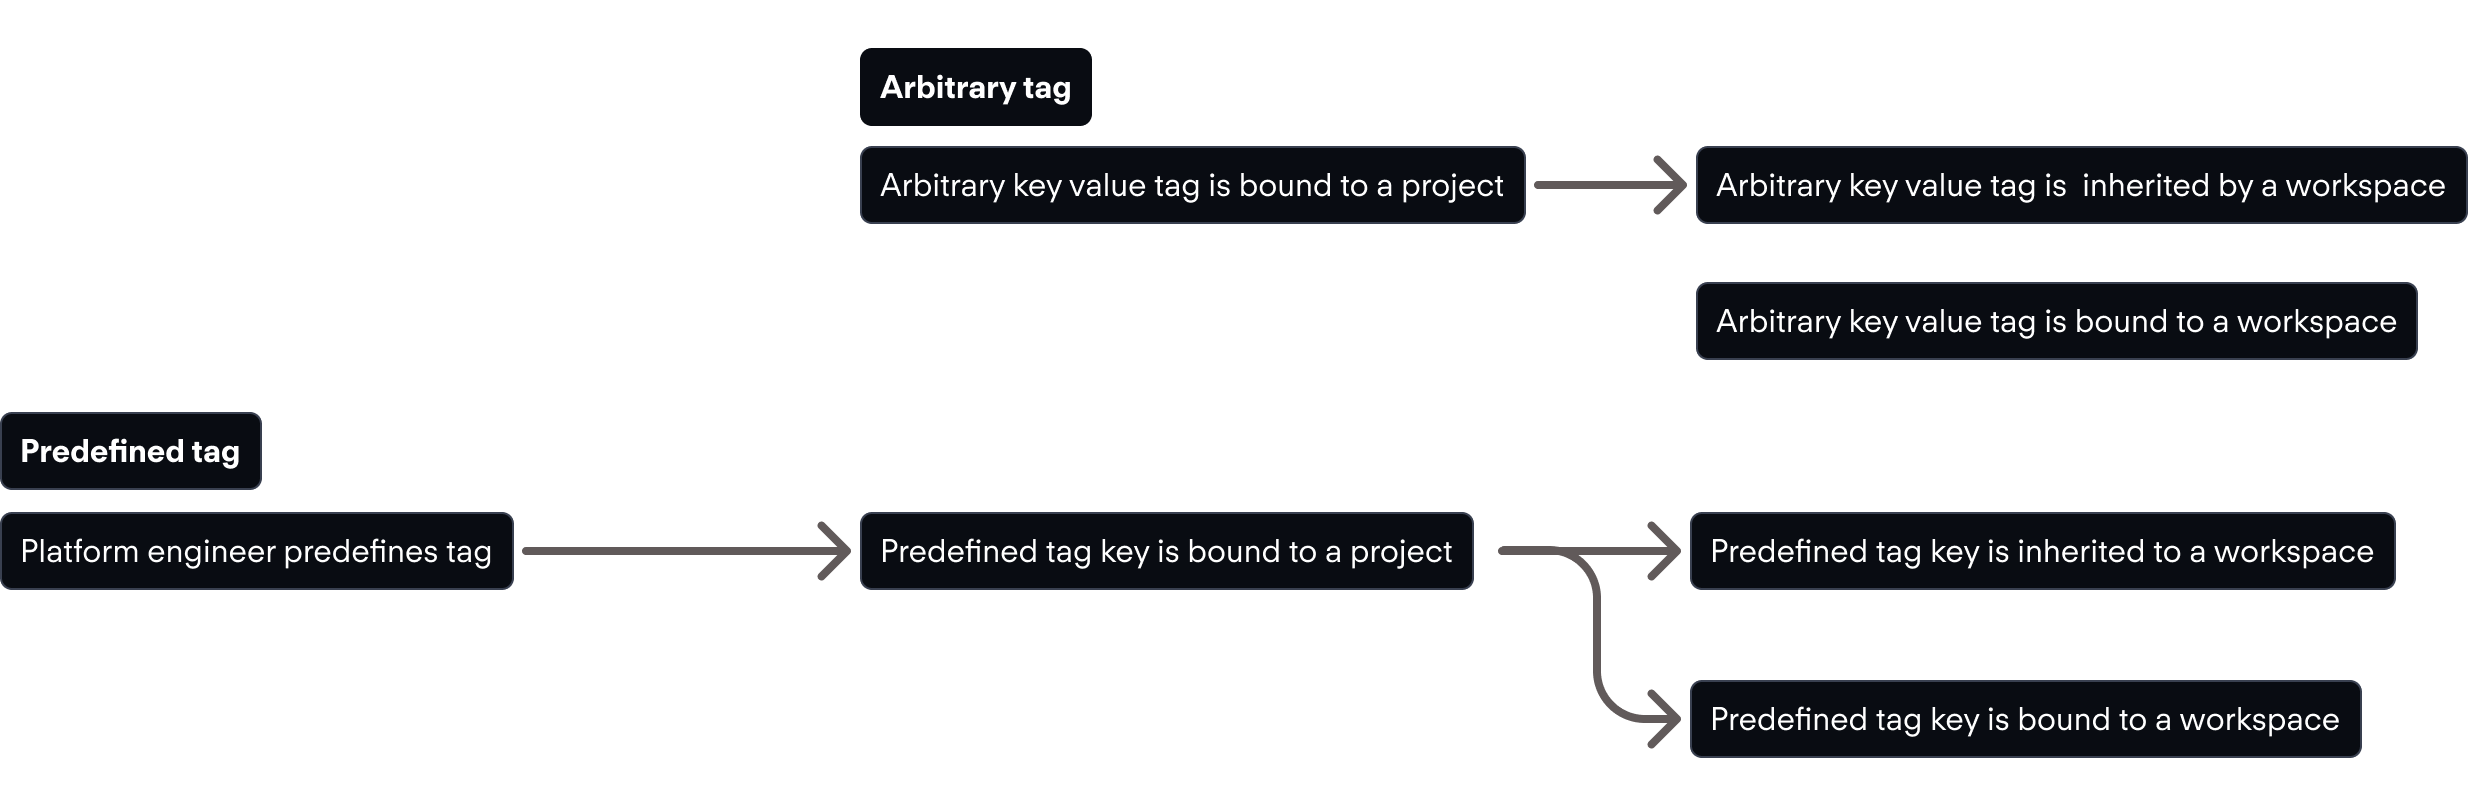 Arbitrary tag
Arbitrary key value tag is bound to a project
Arbitrary key value tag is  inherited by a workspace
Arbitrary key value tag is bound to a workspace
Predefined tag
Platform engineer predefines tag
Predefined tag key is bound to a project
Predefined tag key is inherited to a workspace
Predefined tag key is bound to a workspace